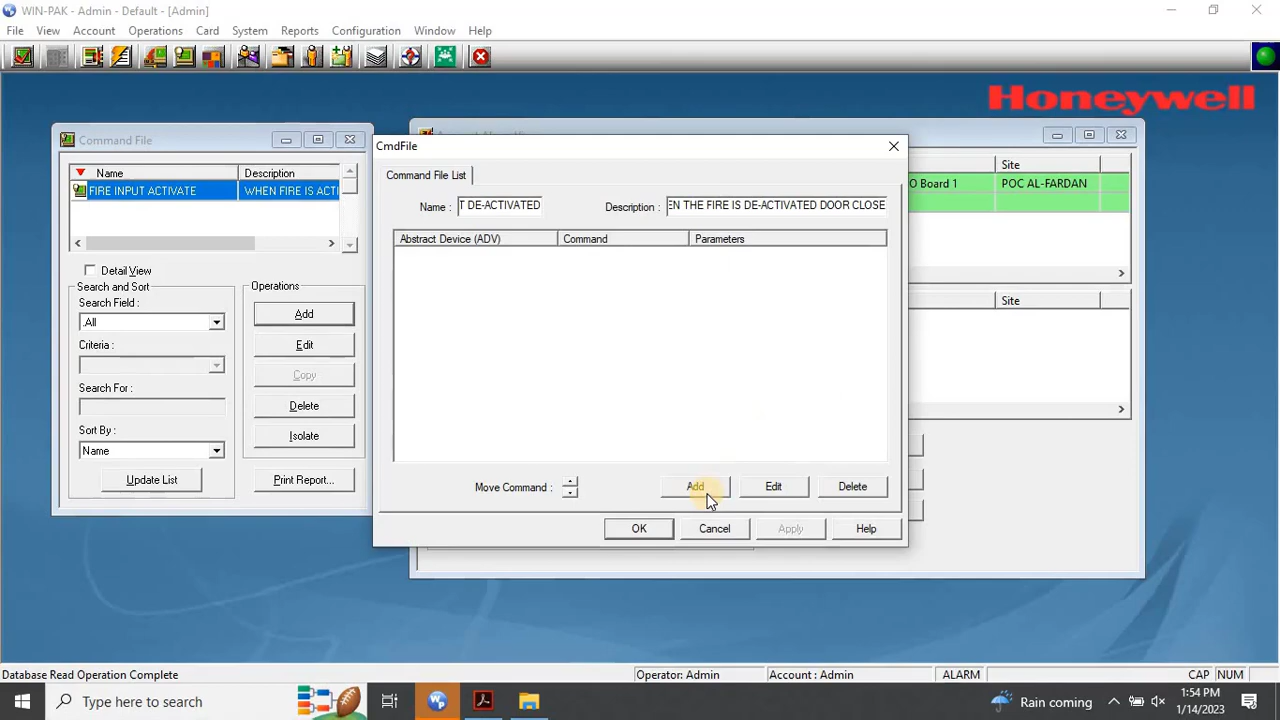 WIN-PAK - Admin - Default - [Admin]
File View Account Operations Card System Reports Configuration Window Help
Honeywell
Command File
Name Description
FIRE INPUT ACTIVATE WHEN FIRE IS ACTI
Detail View
Search and Sort
Search Field :
.All
Criteria :
Search For :
Sort By :
Name
Update List
Operations
Add
Edit
Copy
Delete
Isolate
Print Report...
CmdFile
Command File List
Name : T DE-ACTIVATED Description : EN THE FIRE IS DE-ACTIVATED DOOR CLOSE
Abstract Device (ADV) Command Parameters
Move Command : Add Edit Delete
OK Cancel Apply Help
Site
O Board 1 POC AL-FARDAN
Site
Database Read Operation Complete Operator: Admin Account : Admin ALARM CAP NUM
Type here to search
Rain coming
1:54 PM
1/14/2023